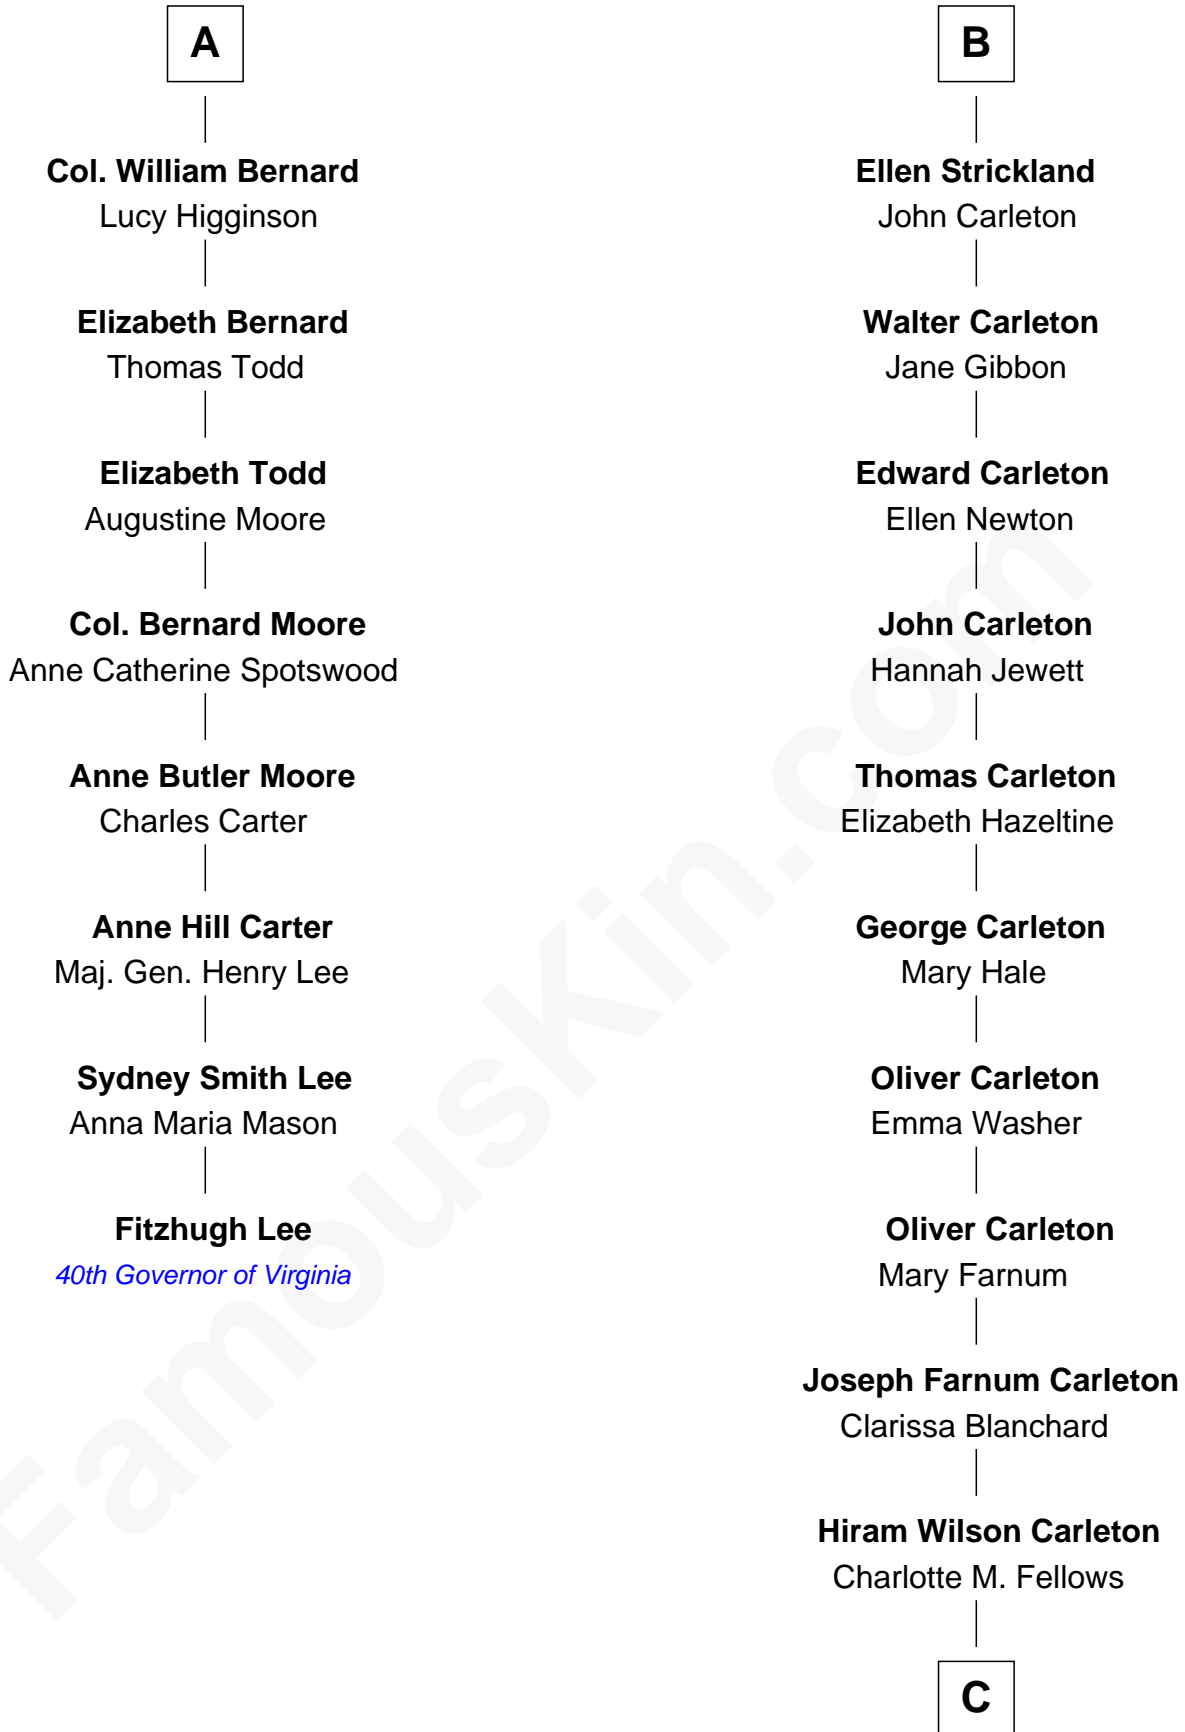 A
Col. William Bernard
Lucy Higginson
Elizabeth Bernard
Thomas Todd
Elizabeth Todd
Augustine Moore
Col. Bernard Moore
Anne Catherine Spotswood
Anne Butler Moore
Charles Carter
Anne Hill Carter
Maj. Gen. Henry Lee
Sydney Smith Lee
Anna Maria Mason
Fitzhugh Lee
40th Governor of Virginia
B
Ellen Strickland
John Carleton
Walter Carleton
Jane Gibbon
Edward Carleton
Ellen Newton
John Carleton
Hannah Jewett
Thomas Carleton
Elizabeth Hazeltine
George Carleton
Mary Hale
Oliver Carleton
Emma Washer
Oliver Carleton
Mary Farnum
Joseph Farnum Carleton
Clarissa Blanchard
Hiram Wilson Carleton
Charlotte M. Fellows
C
FamousKin.com